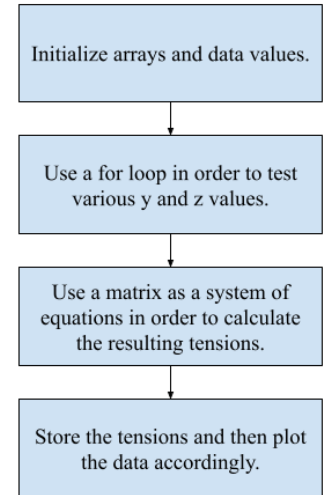 Initialize arrays and data values.
Use a for loop in order to test
various y and z values.
Use a matrix as a system of
equations in order to calculate
the resulting tensions.
Store the tensions and then plot
the data accordingly.